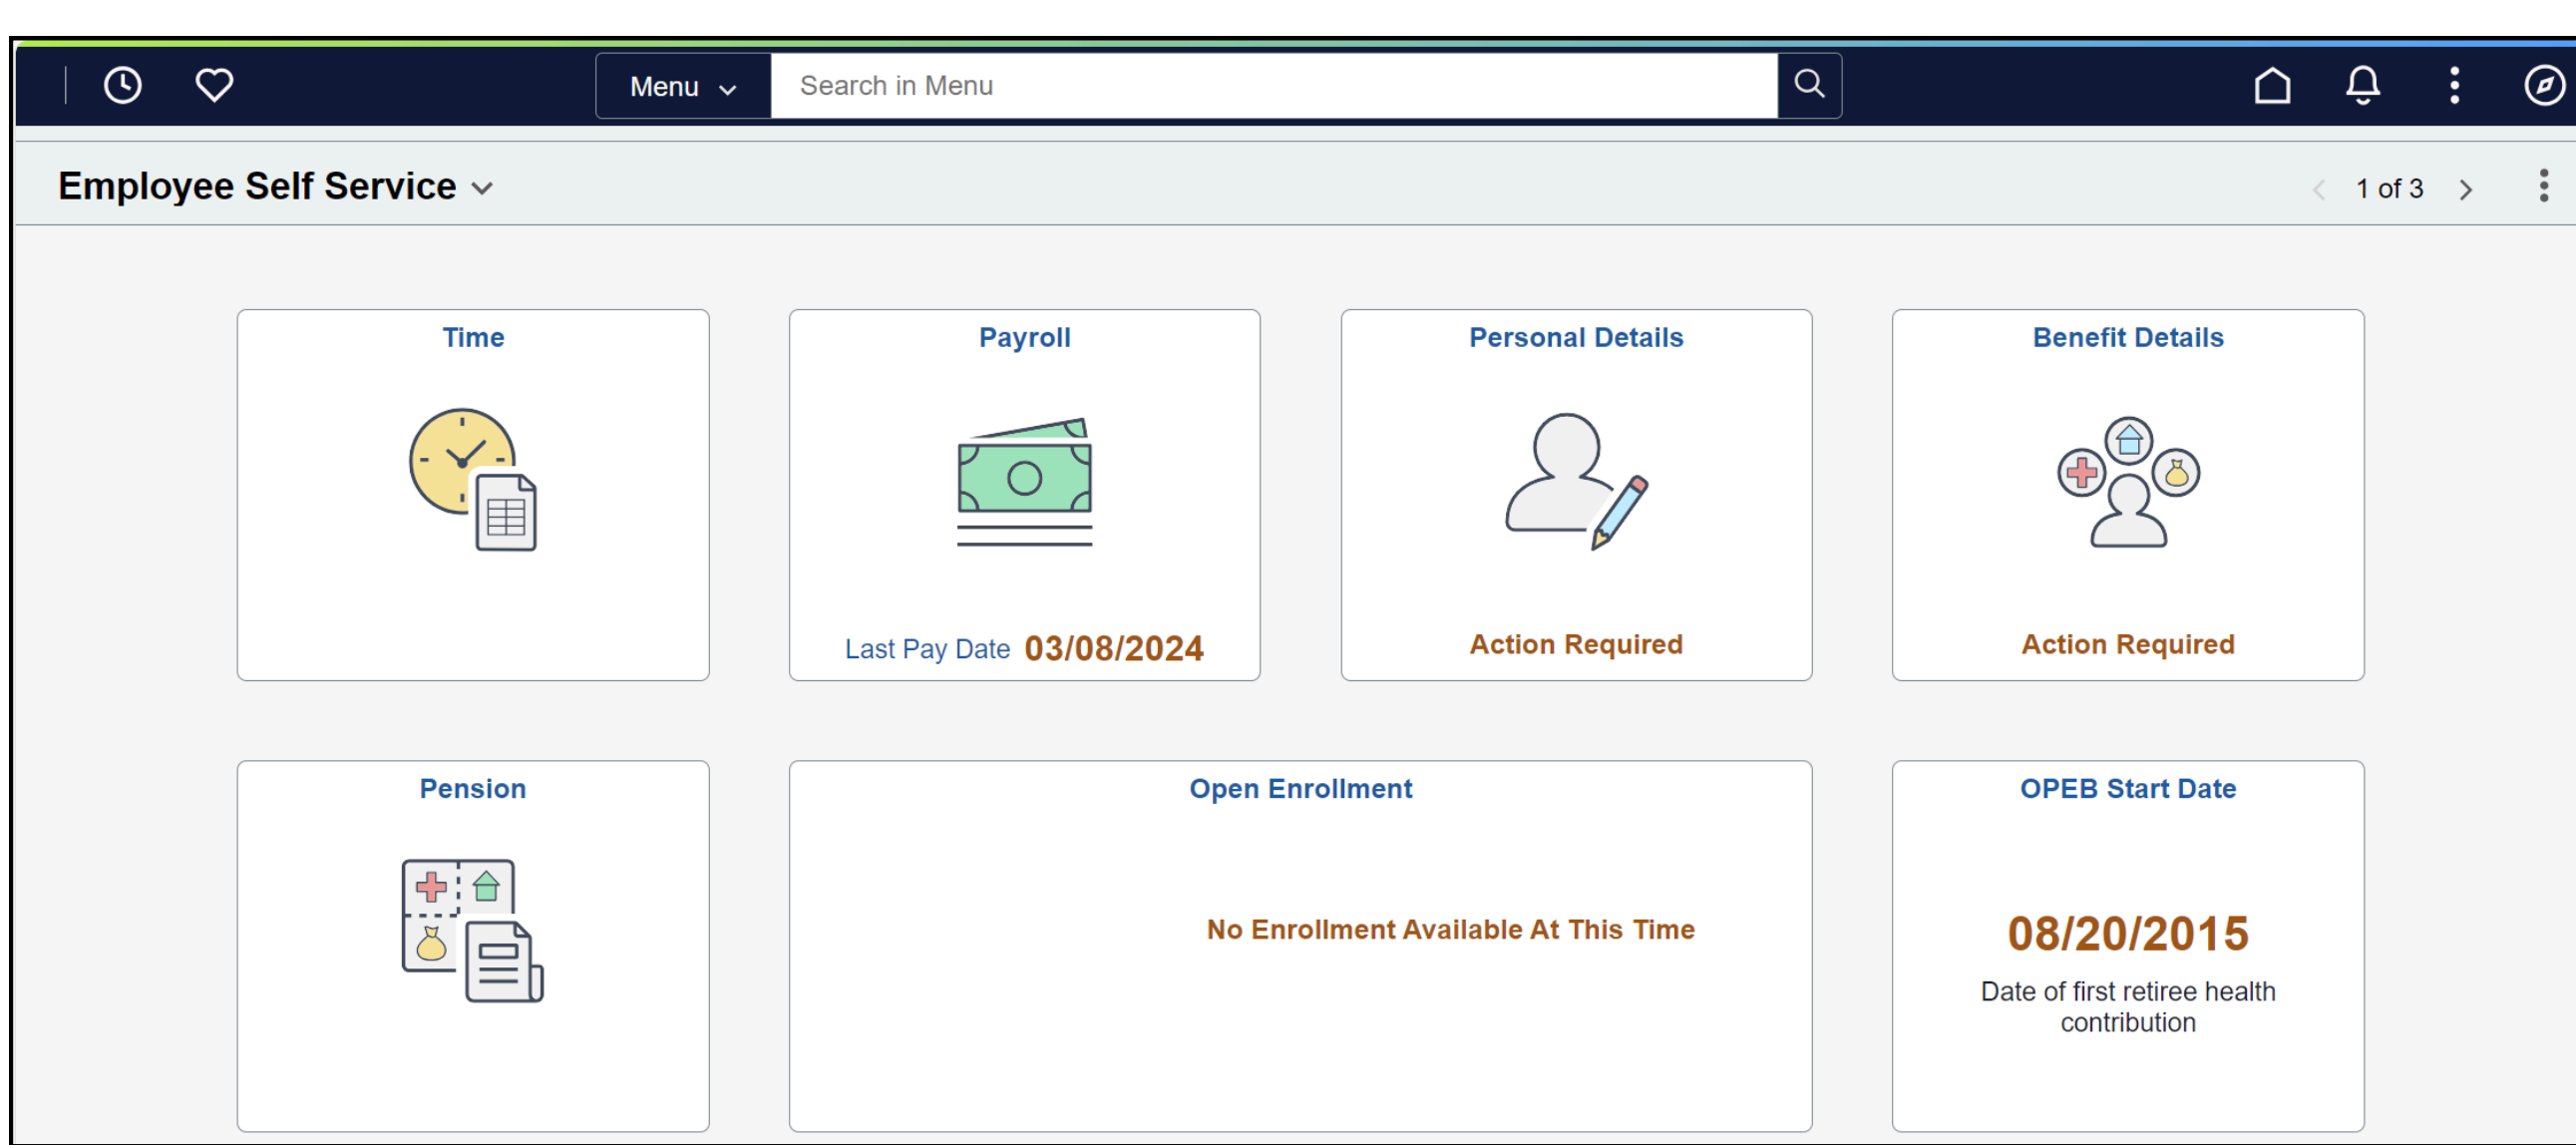 Menu
Search in Menu
Employee Self Service
1 of 3
Time
Payroll
Last Pay Date 03/08/2024
Personal Details
Action Required
Benefit Details
Action Required
Pension
Open Enrollment
No Enrollment Available At This Time
OPEB Start Date
08/20/2015
Date of first retiree health
contribution